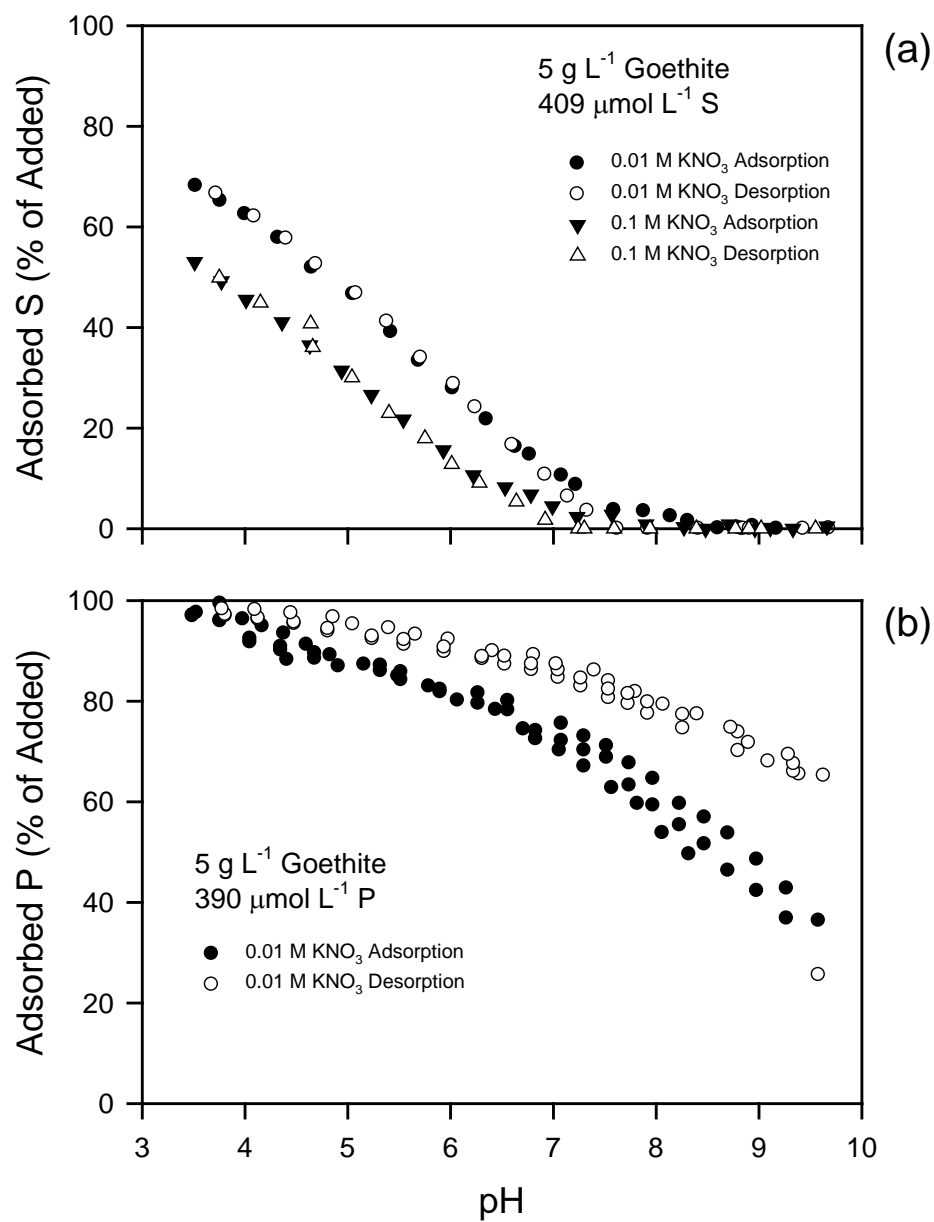 (a)
Adsorbed S (% of Added)
100
80
60
40
20
0
5 g L⁻¹ Goethite
409 μmol L⁻¹ S
0.01 M KNO₃ Adsorption
0.01 M KNO₃ Desorption
0.1 M KNO₃ Adsorption
0.1 M KNO₃ Desorption
(b)
Adsorbed P (% of Added)
100
80
60
40
20
0
5 g L⁻¹ Goethite
390 μmol L⁻¹ P
0.01 M KNO₃ Adsorption
0.01 M KNO₃ Desorption
3 4 5 6 7 8 9 10
pH